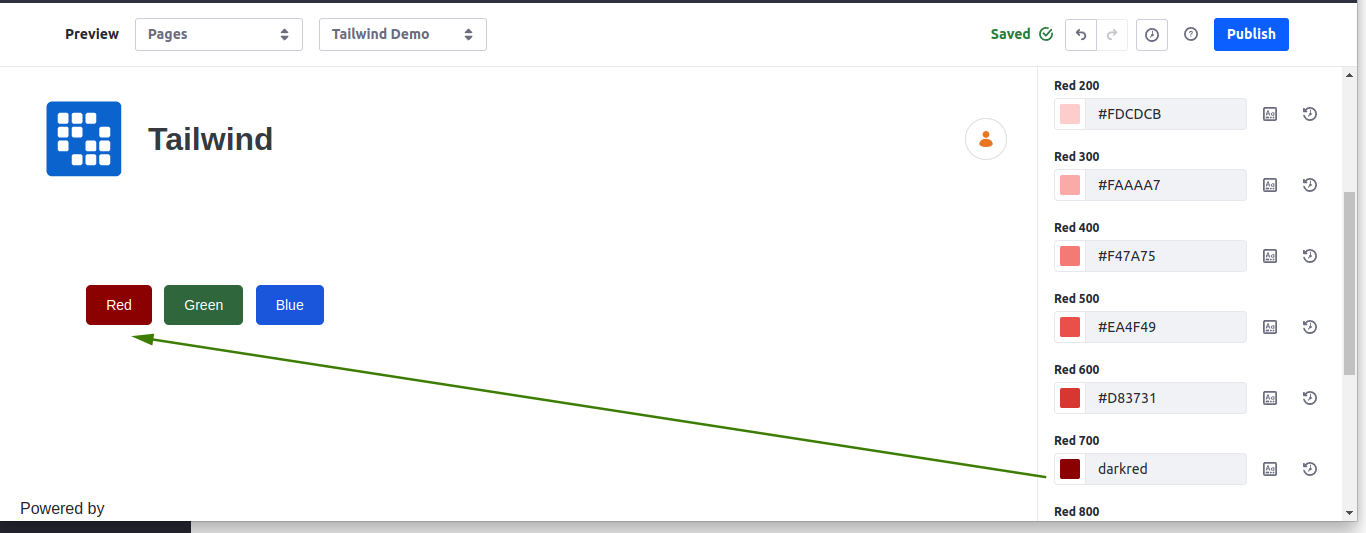 Preview
Pages
Tailwind Demo
Saved
Publish
Tailwind
Red
Green
Blue
Powered by
Red 200
#FDCDCB
Red 300
#FAAAA7
Red 400
#F47A75
Red 500
#EA4F49
Red 600
#D83731
Red 700
darkred
Red 800